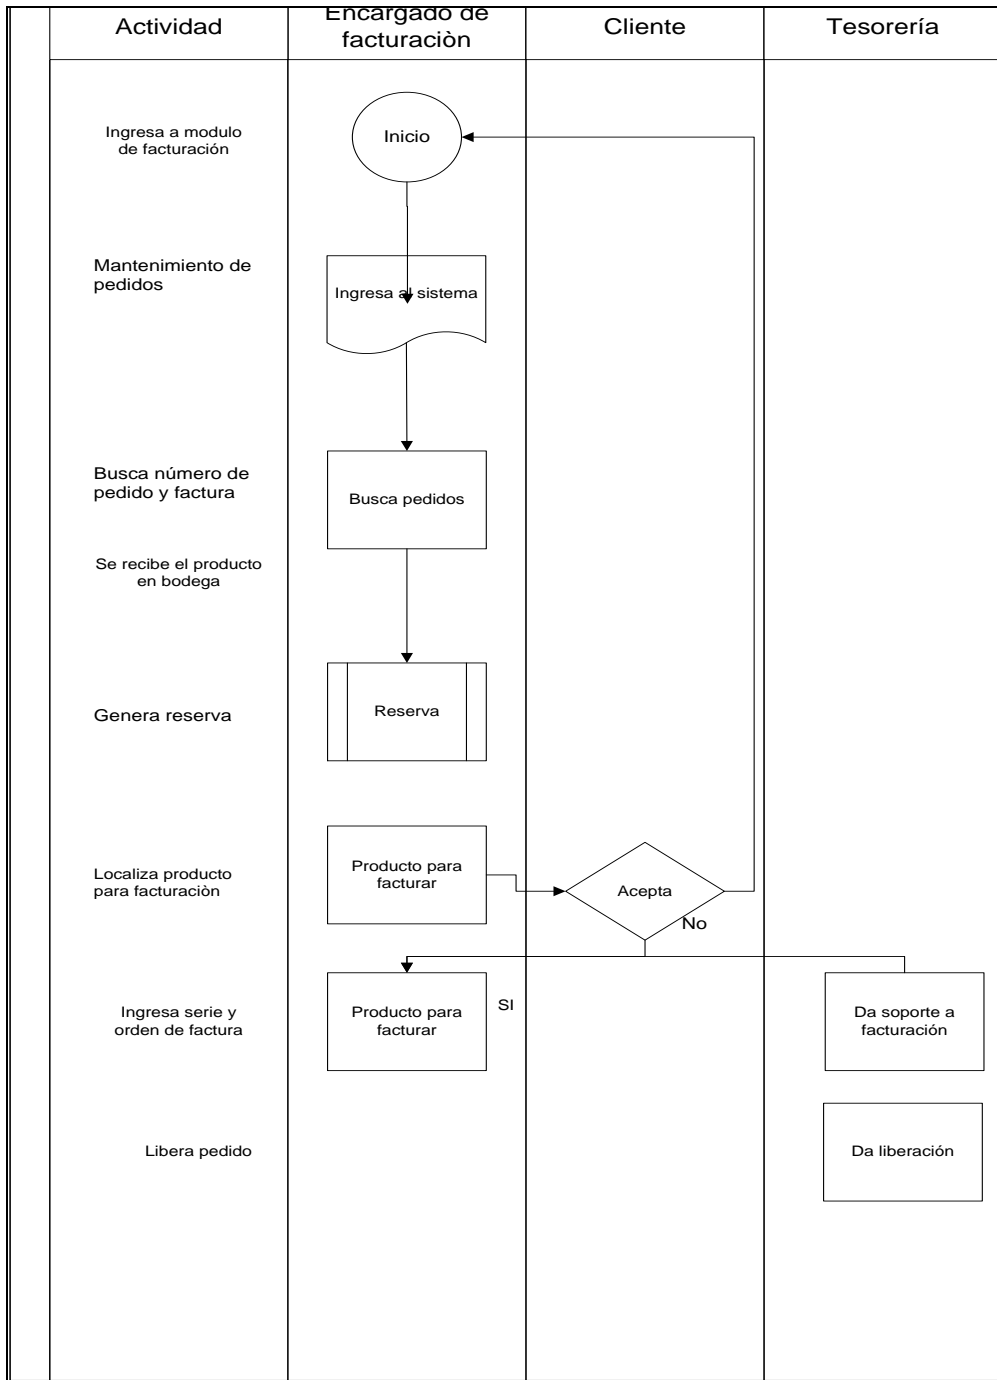 Actividad
Encargado de
facturaciòn
Cliente
Tesorería
Ingresa a modulo
de facturación
Inicio
Mantenimiento de
pedidos
Ingresa al sistema
Busca número de
pedido y factura
Busca pedidos
Se recibe el producto
en bodega
Genera reserva
Reserva
Localiza producto
para facturaciòn
Producto para
facturar
Acepta
No
Ingresa serie y
orden de factura
Producto para
facturar
SI
Da soporte a
facturación
Libera pedido
Da liberación